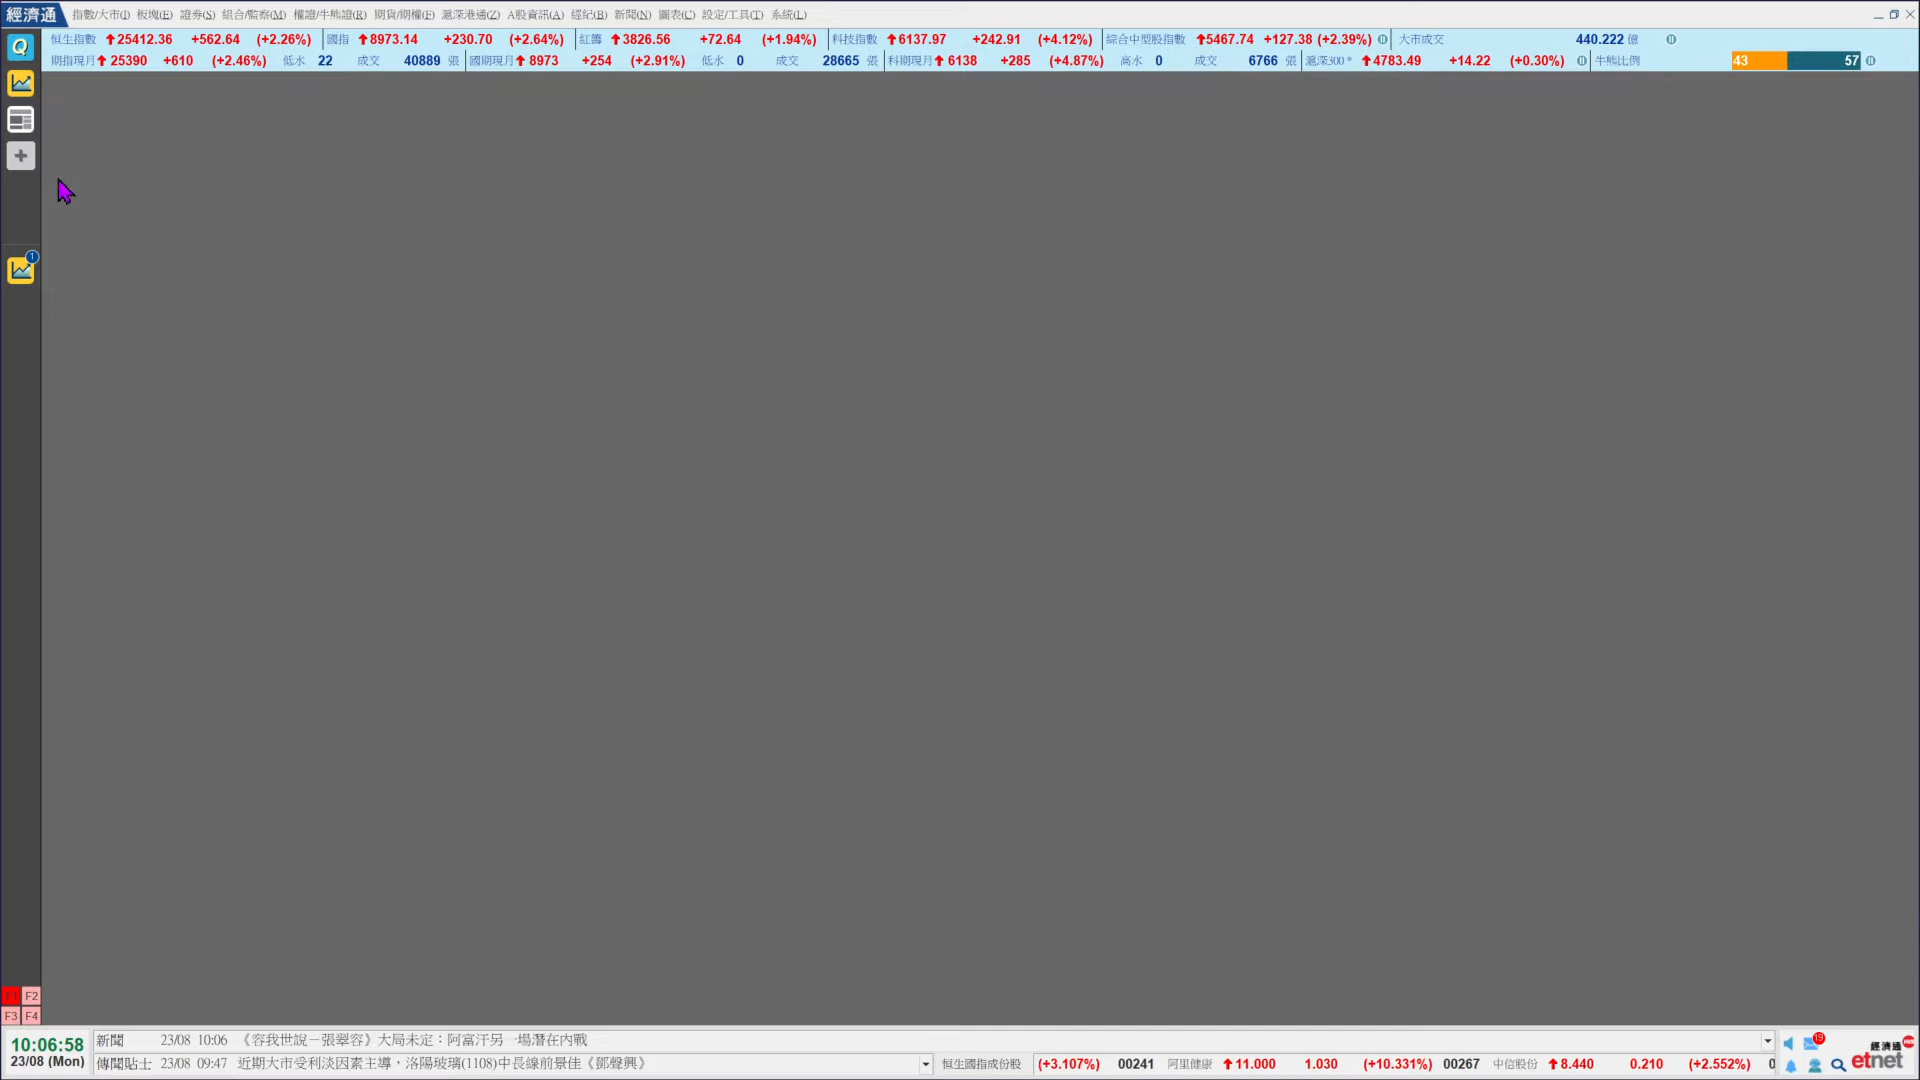 經濟通 指數/大市(I) 板塊(E) 證券(S) 組合/監察(M) 權證/牛熊證(R) 期貨/期權(F) 滬深港通(Z) A股資訊(A) 經紀(B) 新聞(N) 圖表(C) 設定/工具(T) 系統(L)
恒生指數 25412.36 +562.64 (+2.26%) 國指 8973.14 +230.70 (+2.64%) 紅籌 3826.56 +72.64 (+1.94%) 科技指數 6137.97 +242.91 (+4.12%) 綜合中型股指數 5467.74 +127.38 (+2.39%) 大市成交 440.222 億
期指現月 25390 +610 (+2.46%) 低水 22 成交 40889 張 國期現月 8973 +254 (+2.91%) 低水 0 成交 28665 張 科期現月 6138 +285 (+4.87%) 高水 0 成交 6766 張 滬深300 * 4783.49 +14.22 (+0.30%) 牛熊比例 43 57
Q
1
F1 F2
F3 F4
10:06:58
23/08 (Mon)
新聞 23/08 10:06 《容我世說－張翠容》大局未定：阿富汗另一場潛在內戰
傳聞貼士 23/08 09:47 近期大市受利淡因素主導，洛陽玻璃(1108)中長線前景佳《鄧聲興》
恒生國指成份股 (+3.107%) 00241 阿里健康 11.000 1.030 (+10.331%) 00267 中信股份 8.440 0.210 (+2.552%) 0
19
經濟通
etnet